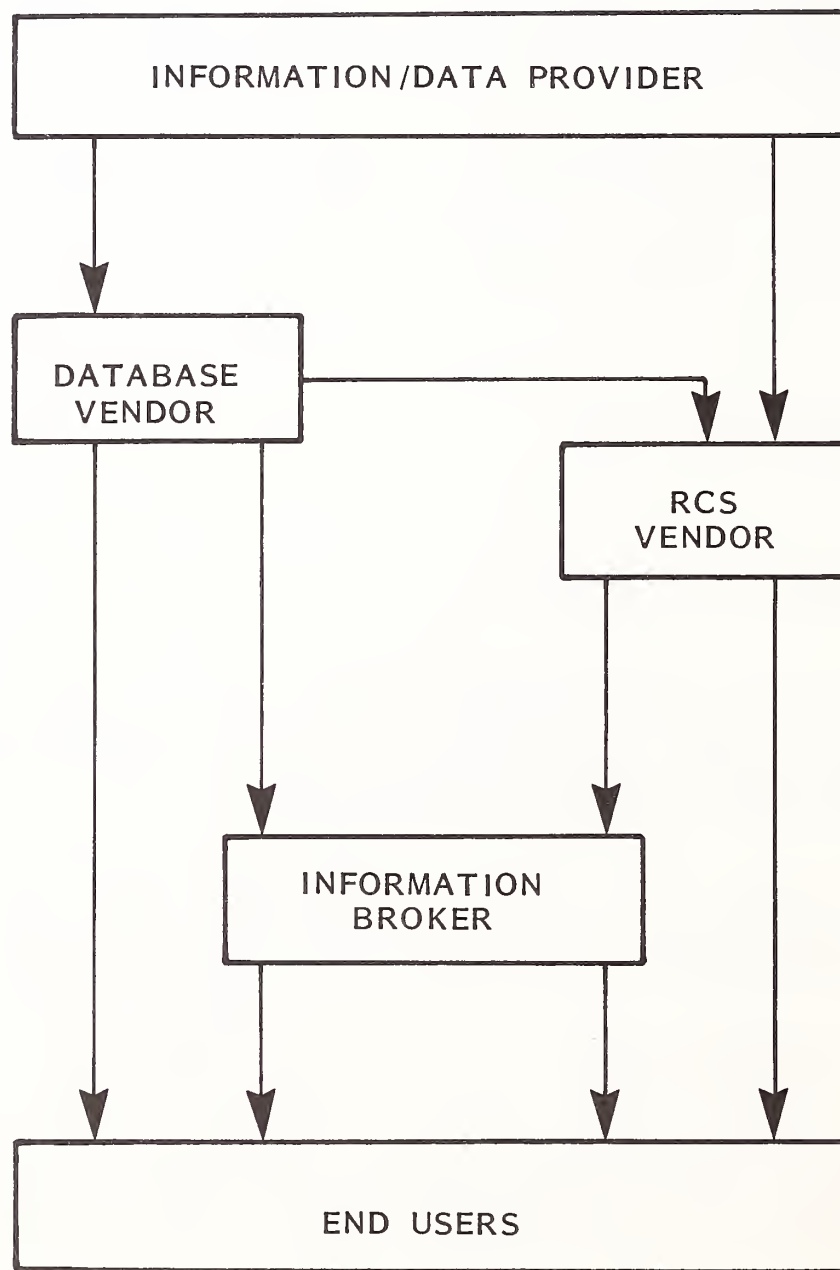 INFORMATION/DATA PROVIDER
DATABASE
VENDOR
RCS
VENDOR
INFORMATION
BROKER
END USERS